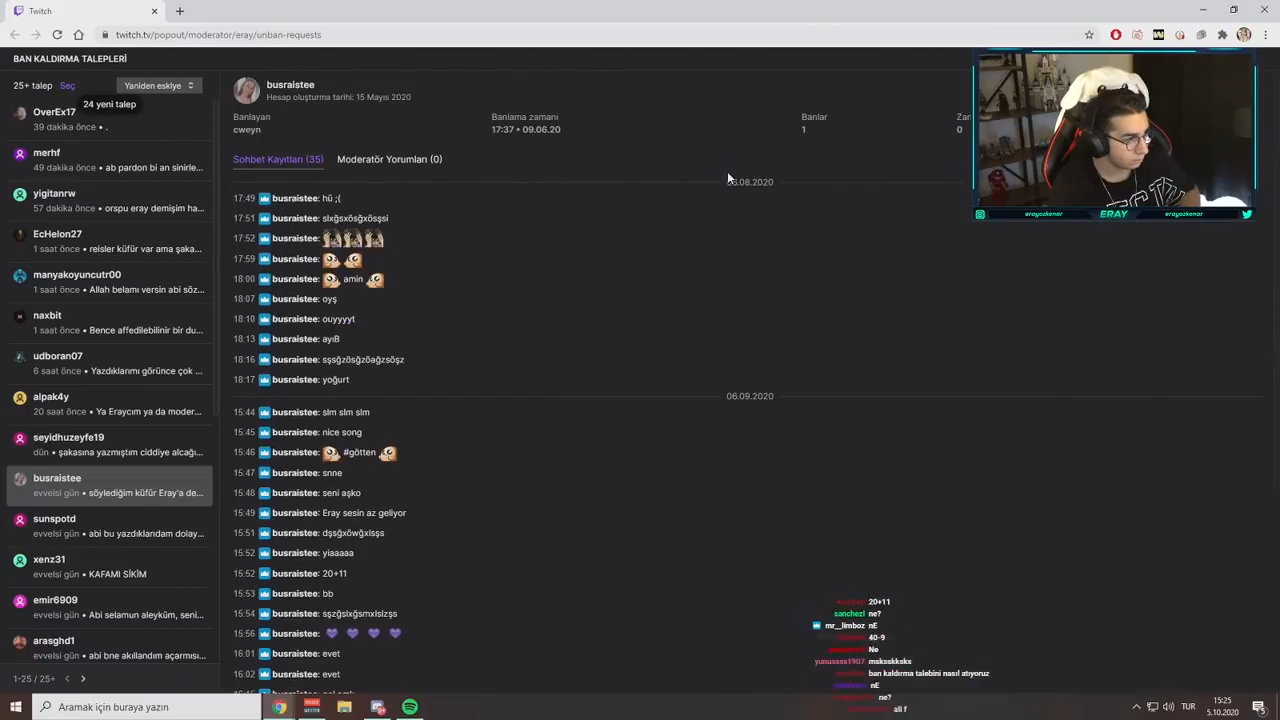 Twitch
twitch.tv/popout/moderator/eray/unban-requests
BAN KALDIRMA TALEPLERİ
25+ talep Seç Yeniden eskiye
24 yeni talep
OverEx17
39 dakika önce • .
merhf
49 dakika önce • ab pardon bi an sinirle...
yigitanrw
57 dakika önce • orspu eray demişim ha...
EcHelon27
1 saat önce • reisler küfür var ama şaka...
manyakoyuncutr00
1 saat önce • Allah belamı versin abi söz...
naxbit
1 saat önce • Bence affedilebilinir bir du...
udboran07
6 saat önce • Yazdıklarımı görünce çok ...
alpak4y
20 saat önce • Ya Eraycım ya da moder...
seyidhuzeyfe19
dün • şakasına yazmıştım ciddiye alcağı...
busraistee
evvelsi gün • söylediğim küfür Eray'a de...
sunspotd
evvelsi gün • abi bu yazdıklarından dolay...
xenz31
evvelsi gün • KAFAMI SİKİM
emir6909
evvelsi gün • Abi selamun aleyküm, seni...
arasghd1
evvelsi gün • abi bne akıllandım açarmısı...
1-25 / 25+
busraistee
Hesap oluşturma tarihi: 15 Mayıs 2020
Banlayan
cweyn
Banlama zamanı
17:37 • 09.06.20
Banlar
1
Zar
0
Sohbet Kayıtları (35) Moderatör Yorumları (0)
06.08.2020
17:49 busraistee: hü ;(
17:51 busraistee: slxğsxösğxösşsi
17:52 busraistee:
17:59 busraistee:
18:00 busraistee: amin
18:07 busraistee: oyş
18:10 busraistee: ouyyyyt
18:13 busraistee: ayıB
18:16 busraistee: sşsğzösğzöağzsöşz
18:17 busraistee: yoğurt
06.09.2020
15:44 busraistee: slm slm slm
15:45 busraistee: nice song
15:46 busraistee: #götten
15:47 busraistee: snne
15:48 busraistee: seni aşko
15:49 busraistee: Eray sesin az geliyor
15:51 busraistee: dşsğxöwğxlsşs
15:52 busraistee: yiaaaaa
15:52 busraistee: 20+11
15:53 busraistee: bb
15:54 busraistee: sşzğslxğsmxlslzşs
15:56 busraistee: 💜 💜 💜 💜
16:01 busraistee: evet
16:02 busraistee: evet
erayozkenar ERAY erayozkenar
20+11
sanchezl ne?
mr__limboz nE
40-9
Ne
yunussss1907 msksskksks
ban kaldırma talebini nasıl atıyoruz
nE
ne?
ali f
Aramak için buraya yazın
TUR
15:25
5.10.2020